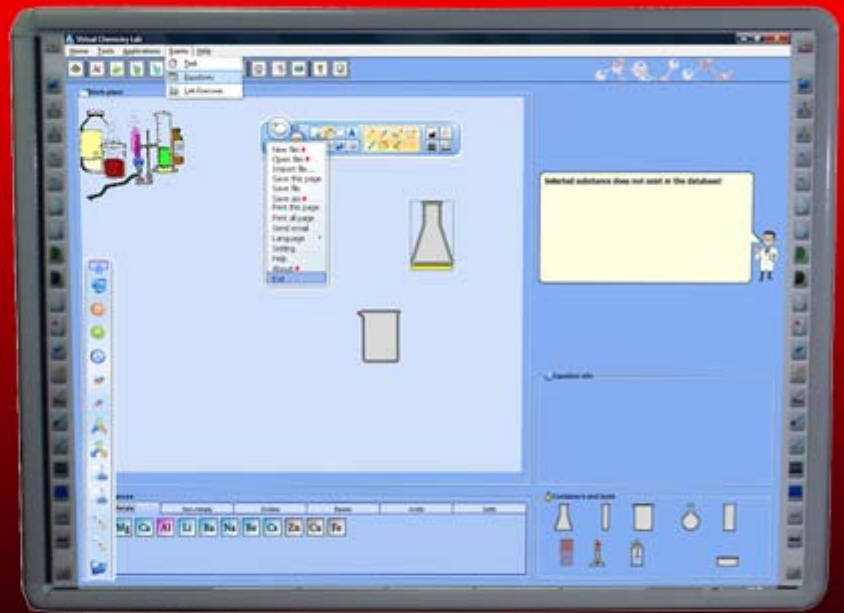 Virtual Chemistry Lab
Home Tools Applications Exams Help
Test
Equations
Lab Exercises
Work place
New file
Open file
Import file...
Save this page
Save file
Save as
Print this page
Print all page
Send email
Language
Setting
Help
About
Exit
Selected substance does not exist in the database!
Equation info
Metals Non-metals Oxides Bases Acids Salts
Mg Ca Al Li Ba Na Be Cr Zn Cu Fe
Containers and tools